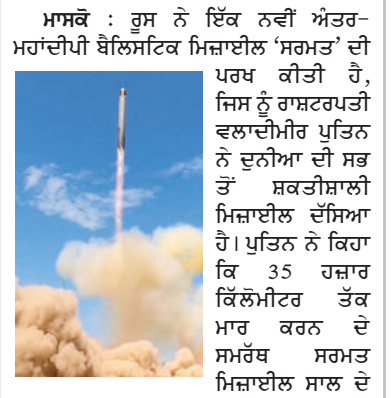 ਮਾਸਕੋ : ਰੂਸ ਨੇ ਇੱਕ ਨਵੀਂ ਅੰਤਰ-
ਮਹਾਂਦੀਪੀ ਬੈਲਿਸਟਿਕ ਮਿਜ਼ਾਈਲ ‘ਸਰਮਤ’ ਦੀ
ਪਰਖ ਕੀਤੀ ਹੈ,
ਜਿਸ ਨੂੰ ਰਾਸ਼ਟਰਪਤੀ
ਵਲਾਦੀਮੀਰ ਪੁਤਿਨ
ਨੇ ਦੁਨੀਆ ਦੀ ਸਭ
ਤੋਂ ਸ਼ਕਤੀਸ਼ਾਲੀ
ਮਿਜ਼ਾਈਲ ਦੱਸਿਆ
ਹੈ। ਪੁਤਿਨ ਨੇ ਕਿਹਾ
ਕਿ 35 ਹਜ਼ਾਰ
ਕਿੱਲੋਮੀਟਰ ਤੱਕ
ਮਾਰ ਕਰਨ ਦੇ
ਸਮਰੱਥ ਸਰਮਤ
ਮਿਜ਼ਾਈਲ ਸਾਲ ਦੇ